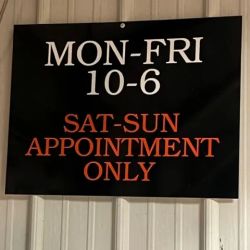 MON-FRI
10-6
SAT-SUN
APPOINTMENT
ONLY